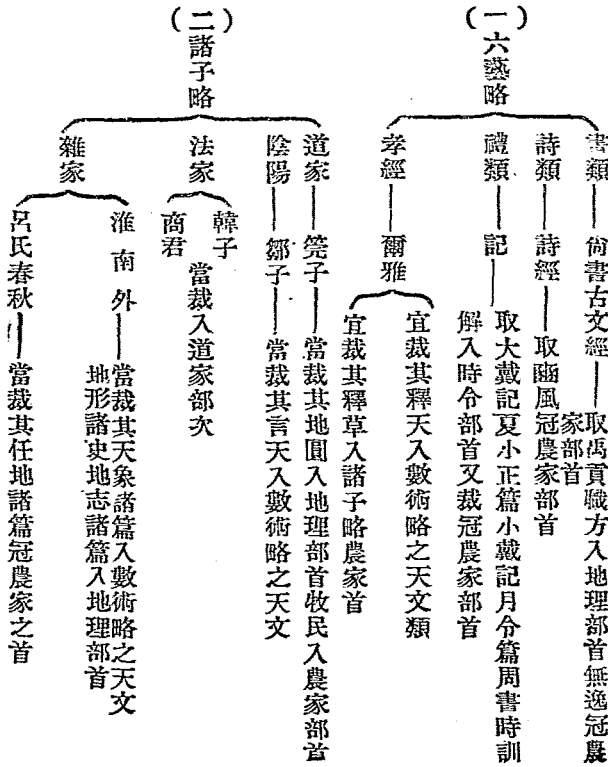 (一)六藝略
書類
尚書古文經
取禹貢職方入地理部首無逸冠農
家部首
詩類
詩經
取豳風冠農家部首
禮類
記
取大戴記夏小正篇小戴記月令篇周書時訓
解入時令部首又裁冠農家部首
孝經
爾雅
宜裁其釋天入數術略之天文類
宜裁其釋草入諸子略農家首
(二)諸子略
道家
筦子
當裁其地圓入地理部首牧民入農家部首
陰陽
鄒子
當裁其言天入數術略之天文
法家
韓子
商君
當裁入道家部次
雜家
淮南外
當裁其天象諸篇入數術略之天文
地形諸史地志諸篇入地理部首
呂氏春秋
當裁其任地諸篇冠農家之首